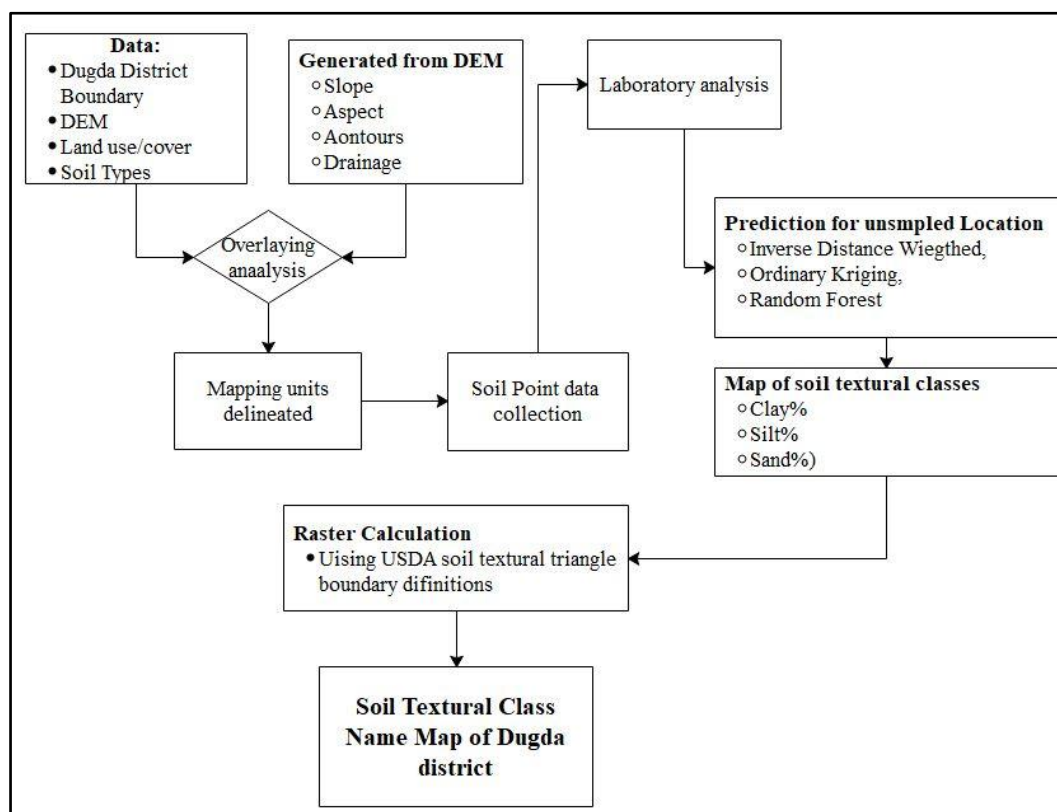 Data:
• Dugda District
Boundary
• DEM
• Land use/cover
• Soil Types
Generated from DEM
○ Slope
○ Aspect
○ Aontours
○ Drainage
Laboratory analysis
Overlaying
anaalysis
Prediction for unsmpled Location
○ Inverse Distance Wiegthed,
○ Ordinary Kriging,
○ Random Forest
Mapping units
delineated
Soil Point data
collection
Map of soil textural classes
○ Clay%
○ Silt%
○ Sand%)
Raster Calculation
• Uising USDA soil textural triangle
boundary difinitions
Soil Textural Class
Name Map of Dugda
district